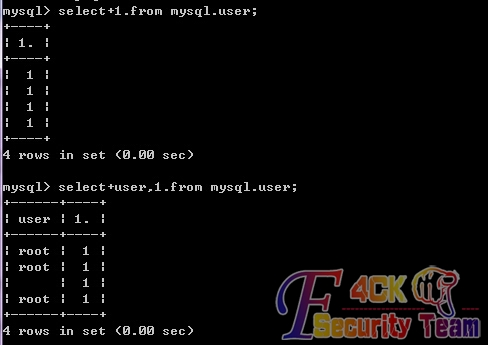 mysql> select+1.from mysql.user;
+----+
| 1. |
+----+
|  1 |
|  1 |
|  1 |
|  1 |
+----+
4 rows in set (0.00 sec)
mysql> select+user,1.from mysql.user;
+------+----+
| user | 1. |
+------+----+
| root |  1 |
| root |  1 |
|      |  1 |
| root |  1 |
+------+----+
4 rows in set (0.00 sec)
F4CK
Security Team